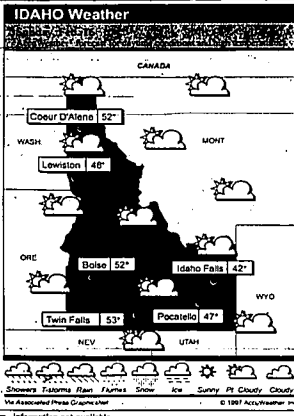 IDAHO Weather
CANADA
Coeur D'Alene 52°
WASH.
MONT
Lewiston 48°
ORE
Boise 52°
Idaho Falls 42°
WYO
Twin Falls 53°
Pocatello 47°
NEV
UTAH
Showers T-storms Rain Flurries Snow Ice Sunny Pt. Cloudy Cloudy
Via Associated Press GraphicsNet
© 1997 AccuWeather